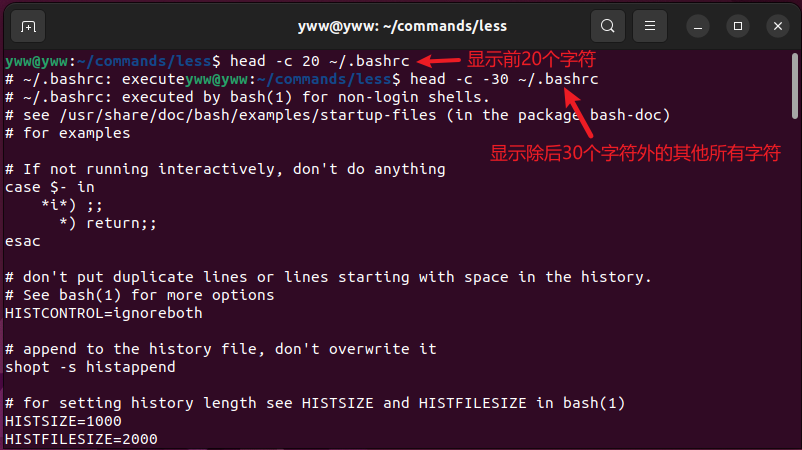 yww@yww: ~/commands/less
yww@yww:~/commands/less$ head -c 20 ~/.bashrc
显示前20个字符
# ~/.bashrc: executeyww@yww:~/commands/less$ head -c -30 ~/.bashrc
# ~/.bashrc: executed by bash(1) for non-login shells.
# see /usr/share/doc/bash/examples/startup-files (in the package bash-doc)
# for examples
显示除后30个字符外的其他所有字符
# If not running interactively, don't do anything
case $- in
    *i*) ;;
      *) return;;
esac
# don't put duplicate lines or lines starting with space in the history.
# See bash(1) for more options
HISTCONTROL=ignoreboth
# append to the history file, don't overwrite it
shopt -s histappend
# for setting history length see HISTSIZE and HISTFILESIZE in bash(1)
HISTSIZE=1000
HISTFILESIZE=2000